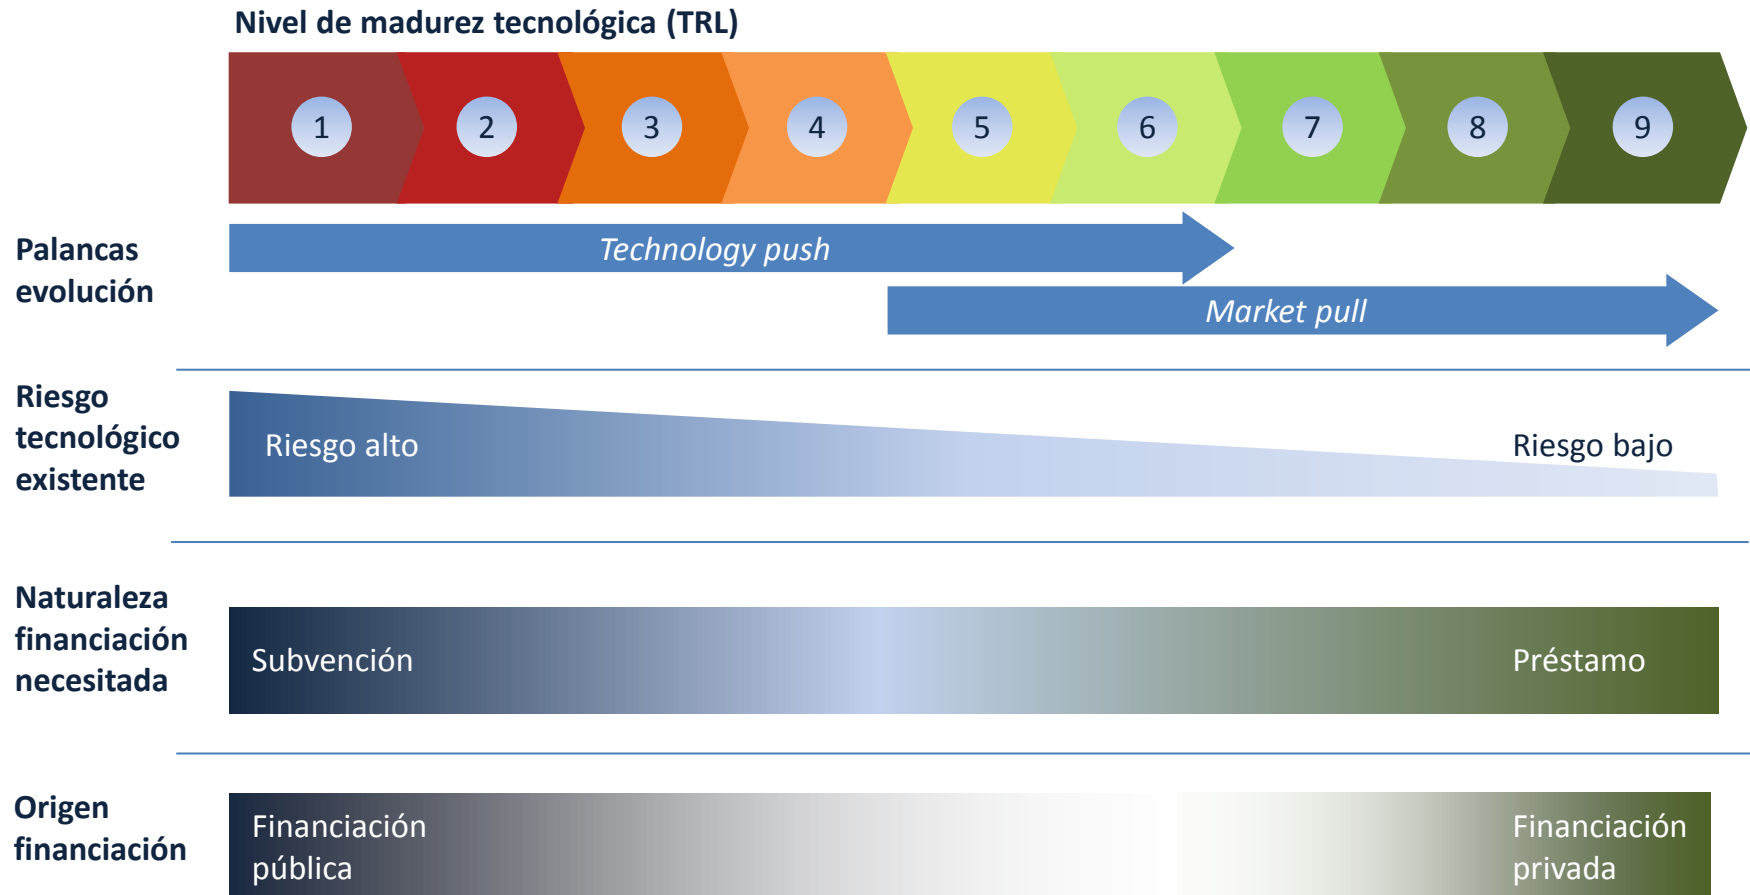 Nivel de madurez tecnológica (TRL)
1 2 3 4 5 6 7 8 9
Palancas
evolución
Technology push
Market pull
Riesgo
tecnológico
existente
Riesgo alto
Riesgo bajo
Naturaleza
financiación
necesitada
Subvención
Préstamo
Origen
financiación
Financiación
pública
Financiación
privada